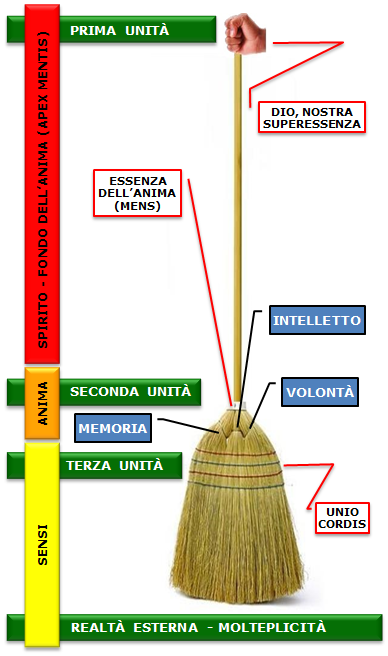 PRIMA UNITÀ
SPIRITO - FONDO DELL'ANIMA (APEX MENTIS)
DIO, NOSTRA
SUPERESSENZA
ESSENZA
DELL'ANIMA
(MENS)
INTELLETTO
ANIMA
SECONDA UNITÀ
VOLONTÀ
MEMORIA
TERZA UNITÀ
SENSI
UNIO
CORDIS
REALTÀ ESTERNA - MOLTEPLICITÀ